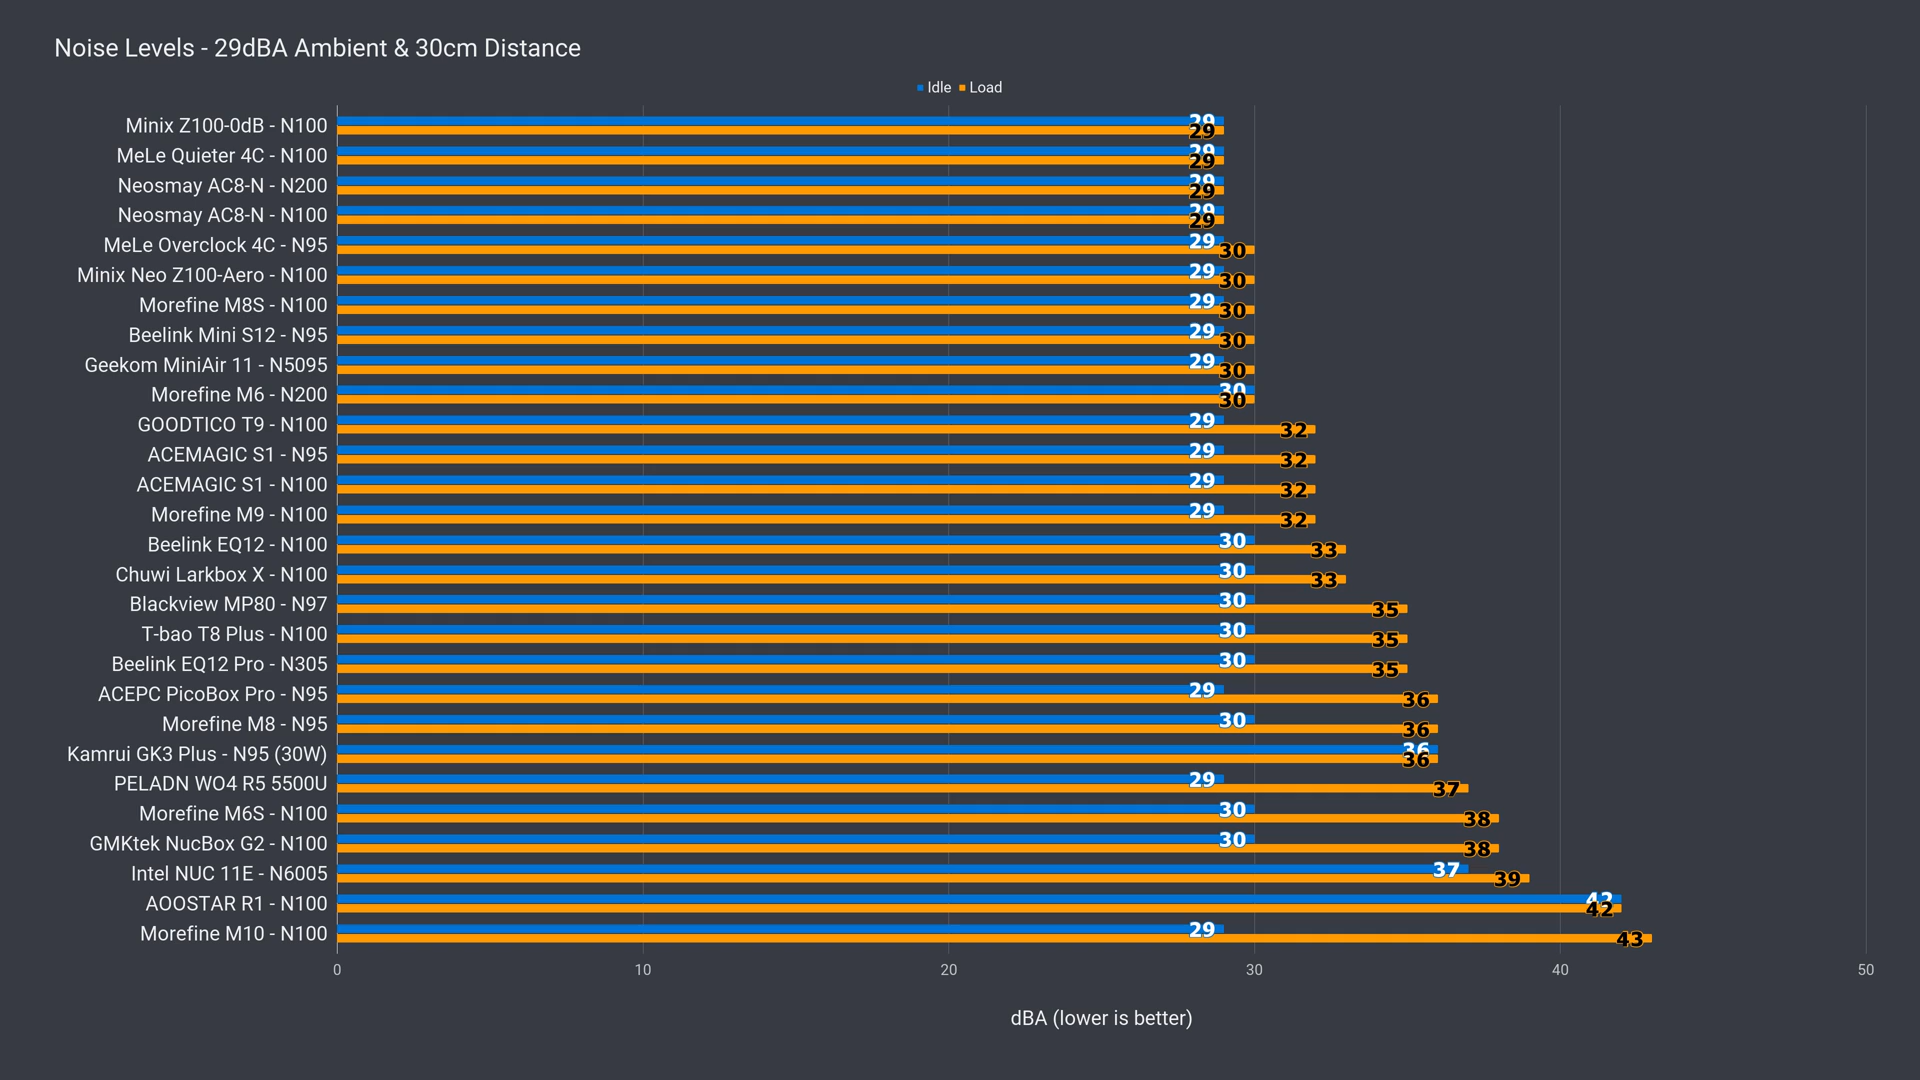 Noise Levels - 29dBA Ambient & 30cm Distance
Idle Load
Minix Z100-0dB - N100 29 29
MeLe Quieter 4C - N100 29 29
Neosmay AC8-N - N200 29 29
Neosmay AC8-N - N100 29 29
MeLe Overclock 4C - N95 29 30
Minix Neo Z100-Aero - N100 29 30
Morefine M8S - N100 29 30
Beelink Mini S12 - N95 29 30
Geekom MiniAir 11 - N5095 29 30
Morefine M6 - N200 30 30
GOODTICO T9 - N100 29 32
ACEMAGIC S1 - N95 29 32
ACEMAGIC S1 - N100 29 32
Morefine M9 - N100 29 32
Beelink EQ12 - N100 30 33
Chuwi Larkbox X - N100 30 33
Blackview MP80 - N97 30 35
T-bao T8 Plus - N100 30 35
Beelink EQ12 Pro - N305 30 35
ACEPC PicoBox Pro - N95 29 36
Morefine M8 - N95 30 36
Kamrui GK3 Plus - N95 (30W) 36 36
PELADN WO4 R5 5500U 29 37
Morefine M6S - N100 30 38
GMKtek NucBox G2 - N100 30 38
Intel NUC 11E - N6005 37 39
AOOSTAR R1 - N100 42 42
Morefine M10 - N100 29 43
0 10 20 30 40 50
dBA (lower is better)